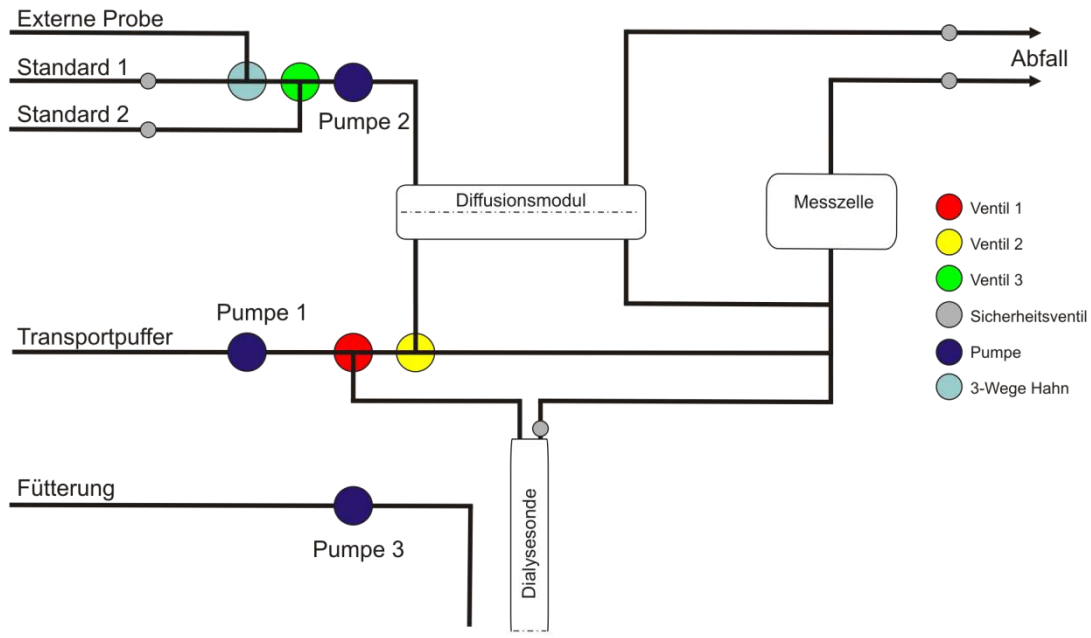 Externe Probe
Standard 1
Standard 2
Pumpe 2
Abfall
Diffusionsmodul
Messzelle
Ventil 1
Ventil 2
Ventil 3
Sicherheitsventil
Pumpe
3-Wege Hahn
Pumpe 1
Transportpuffer
Fütterung
Pumpe 3
Dialysesonde